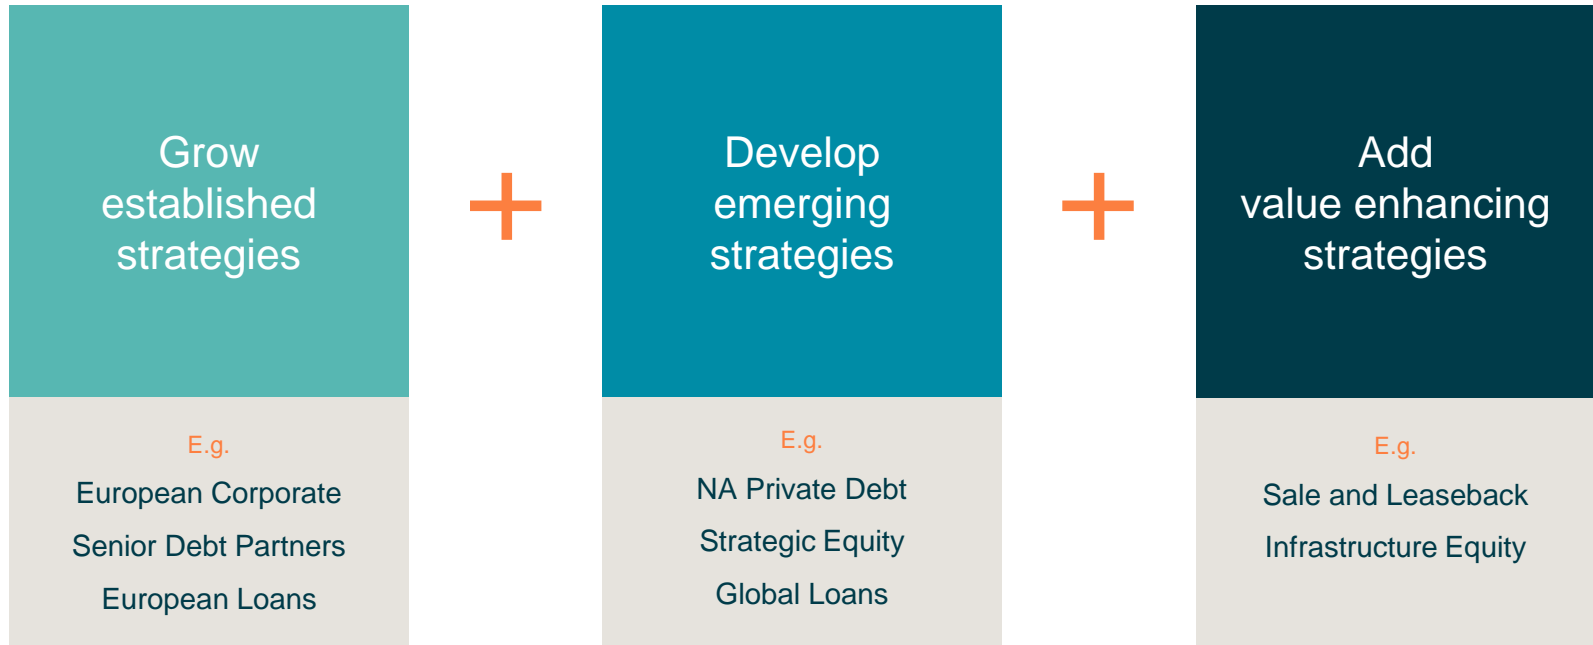 Grow
established
strategies
E.g.
European Corporate
Senior Debt Partners
European Loans
+
Develop
emerging
strategies
E.g.
NA Private Debt
Strategic Equity
Global Loans
+
Add
value enhancing
strategies
E.g.
Sale and Leaseback
Infrastructure Equity